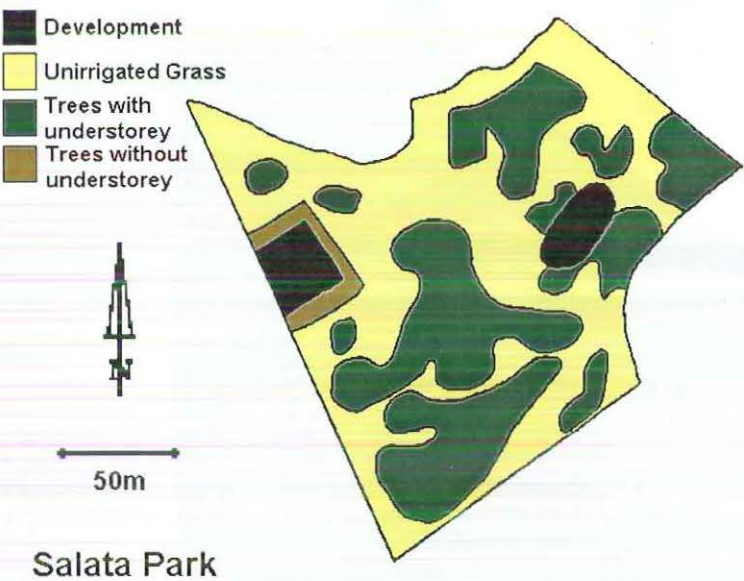 Development
Unirrigated Grass
Trees with
understorey
Trees without
understorey
N
50m
Salata Park